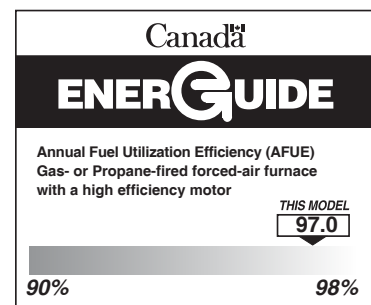 Canada
ENERGUIDE
Annual Fuel Utilization Efficiency (AFUE)
Gas- or Propane-fired forced-air furnace
with a high efficiency motor
THIS MODEL
97.0
90% 98%